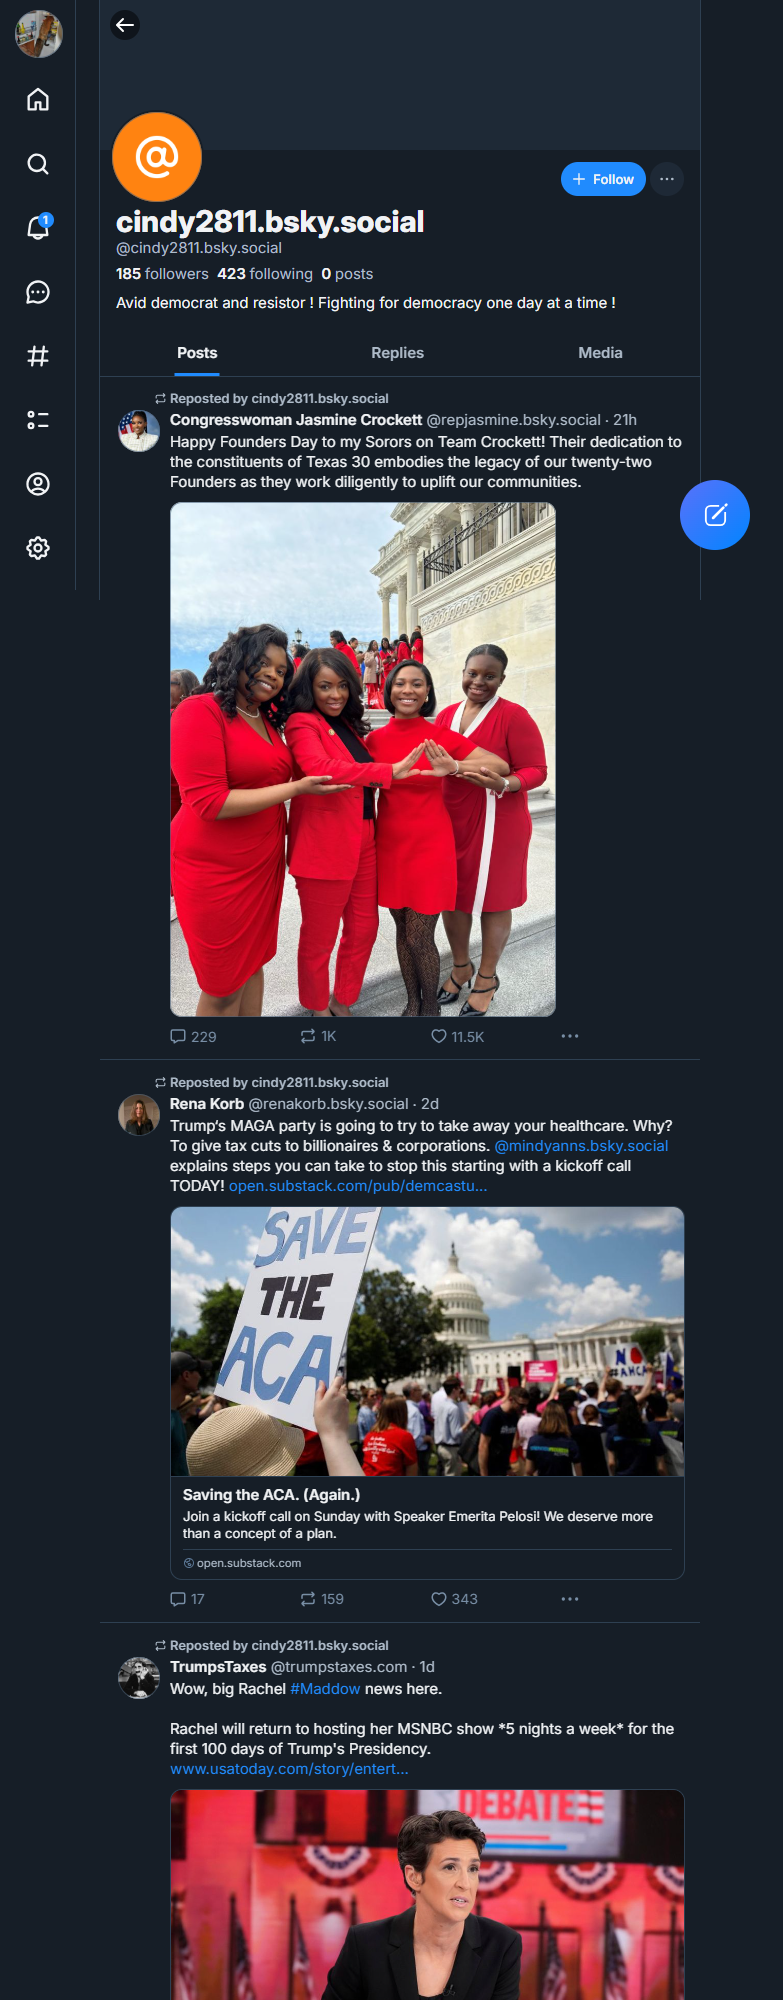 @
+ Follow
cindy2811.bsky.social
@cindy2811.bsky.social
185 followers 423 following 0 posts
Avid democrat and resistor ! Fighting for democracy one day at a time !
Posts Replies Media
1
Reposted by cindy2811.bsky.social
Congresswoman Jasmine Crockett @repjasmine.bsky.social · 21h
Happy Founders Day to my Sorors on Team Crockett! Their dedication to
the constituents of Texas 30 embodies the legacy of our twenty-two
Founders as they work diligently to uplift our communities.
229 1K 11.5K
Reposted by cindy2811.bsky.social
Rena Korb @renakorb.bsky.social · 2d
Trump's MAGA party is going to try to take away your healthcare. Why?
To give tax cuts to billionaires & corporations. @mindyanns.bsky.social
explains steps you can take to stop this starting with a kickoff call
TODAY! open.substack.com/pub/demcastu...
SAVE
THE
ACA
NO
#AHCA
Saving the ACA. (Again.)
Join a kickoff call on Sunday with Speaker Emerita Pelosi! We deserve more
than a concept of a plan.
open.substack.com
17 159 343
Reposted by cindy2811.bsky.social
TrumpsTaxes @trumpstaxes.com · 1d
Wow, big Rachel #Maddow news here.
Rachel will return to hosting her MSNBC show *5 nights a week* for the
first 100 days of Trump's Presidency.
www.usatoday.com/story/entert...
DEBATE